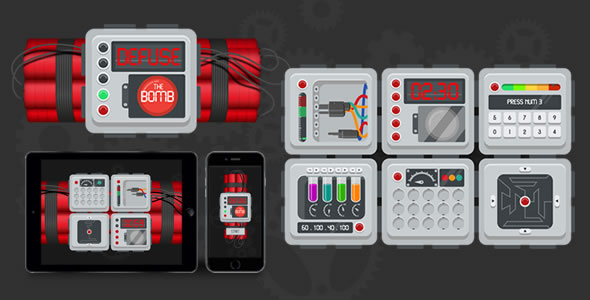 DEFUSE
THE
BOMB
02:30
PRESS NUM 3
60 . 100 . 40 . 100